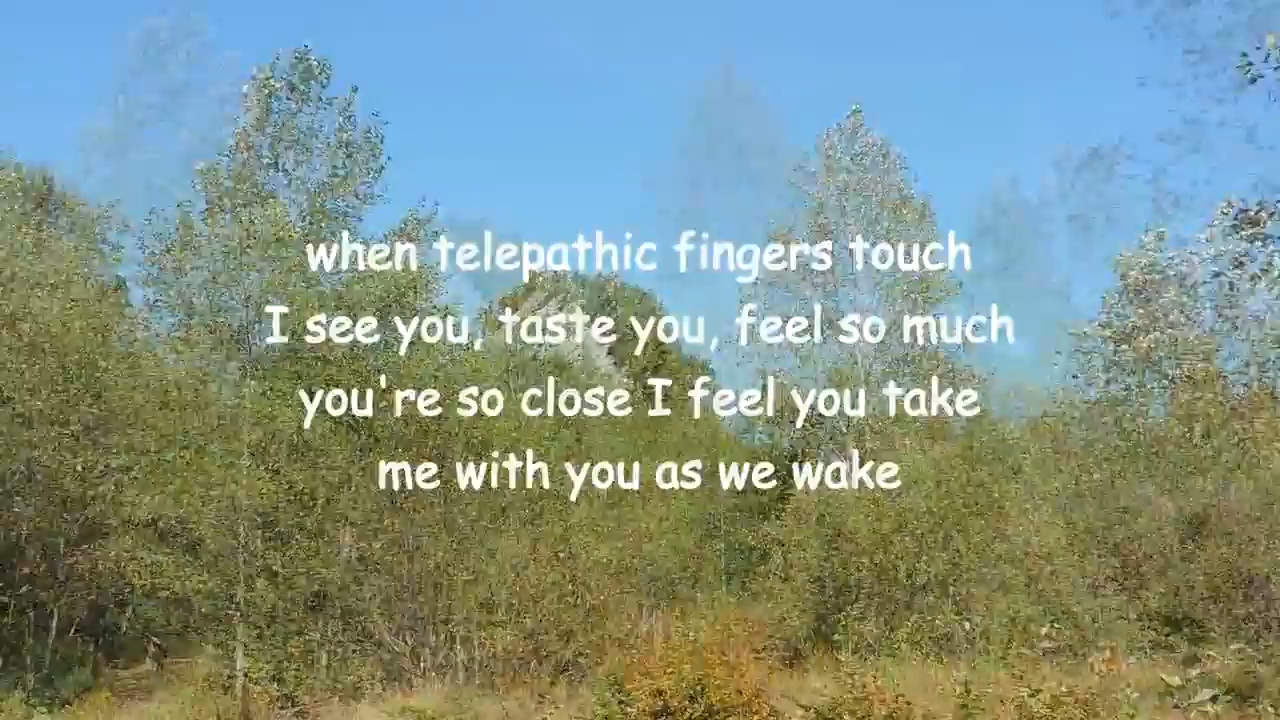 when telepathic fingers touch
I see you, taste you, feel so much
you're so close I feel you take
me with you as we wake